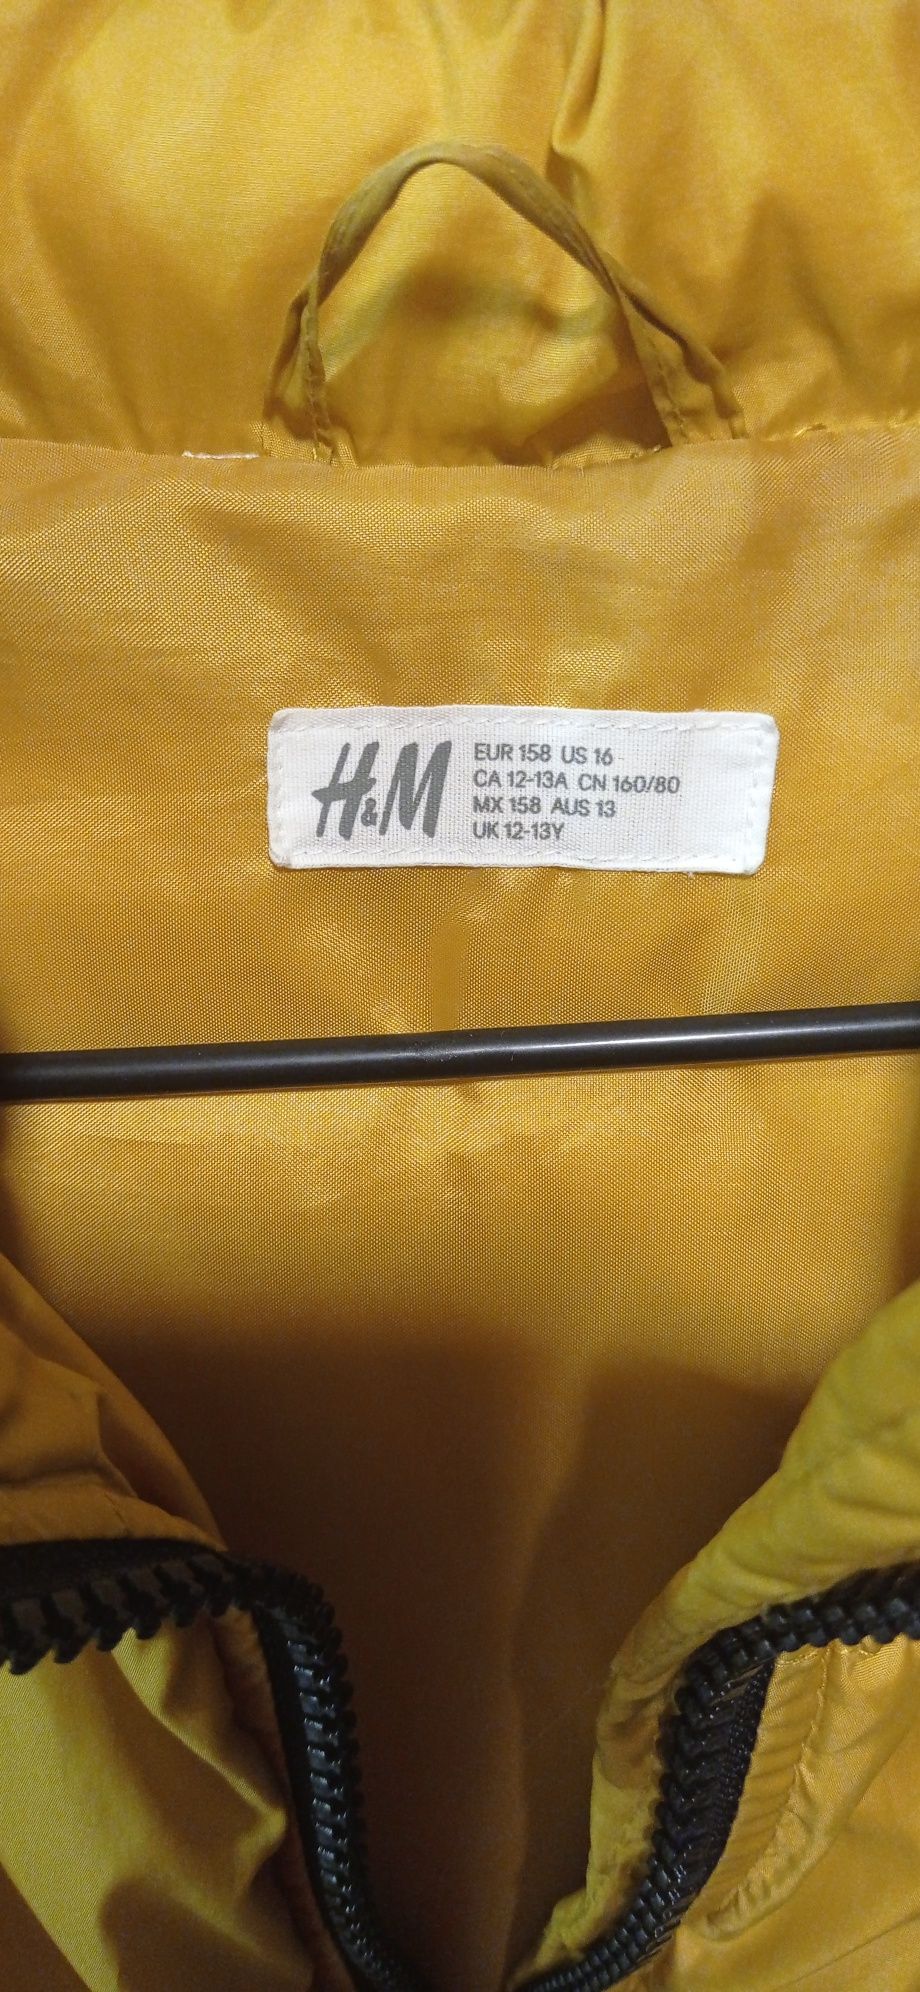 H&M
EUR 158 US 16
CA 12-13A CN 160/80
MX 158 AUS 13
UK 12-13Y